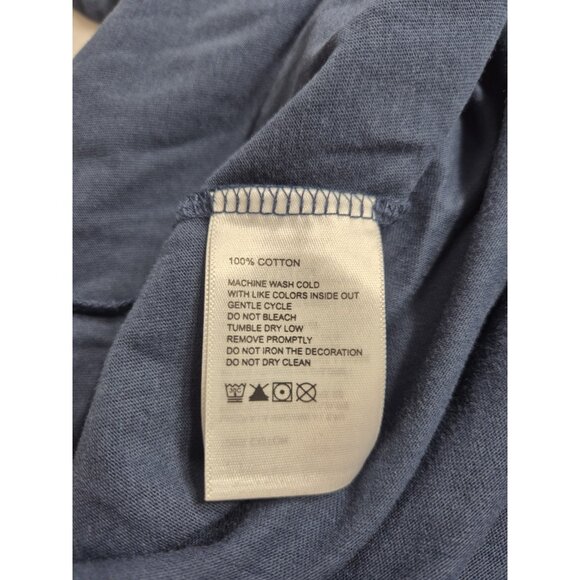 100% COTTON
MACHINE WASH COLD
WITH LIKE COLORS INSIDE OUT
GENTLE CYCLE
DO NOT BLEACH
TUMBLE DRY LOW
REMOVE PROMPTLY
DO NOT IRON THE DECORATION
DO NOT DRY CLEAN